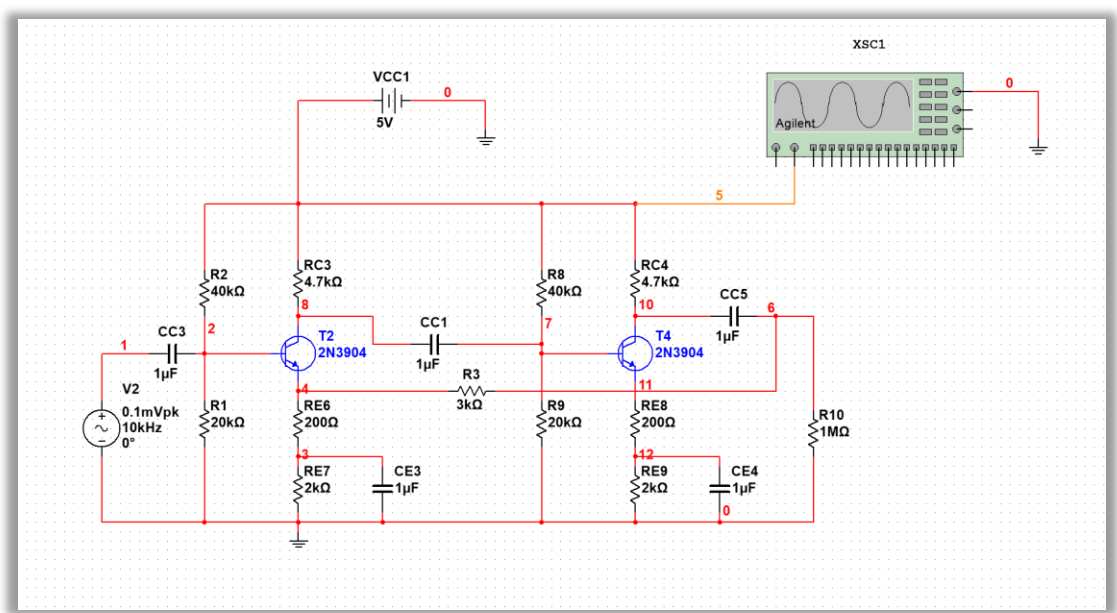 XSC1
VCC1
0
5V
0
Agilent
5
R2
40kΩ
RC3
4.7kΩ
R8
40kΩ
RC4
4.7kΩ
8
CC1
1µF
7
10
CC5
1µF
6
1
CC3
1µF
2
T2
2N3904
T4
2N3904
V2
0.1mVpk
10kHz
0°
R1
20kΩ
4
R3
3kΩ
11
RE6
200Ω
R9
20kΩ
RE8
200Ω
R10
1MΩ
3
RE7
2kΩ
CE3
1µF
12
RE9
2kΩ
CE4
1µF
0